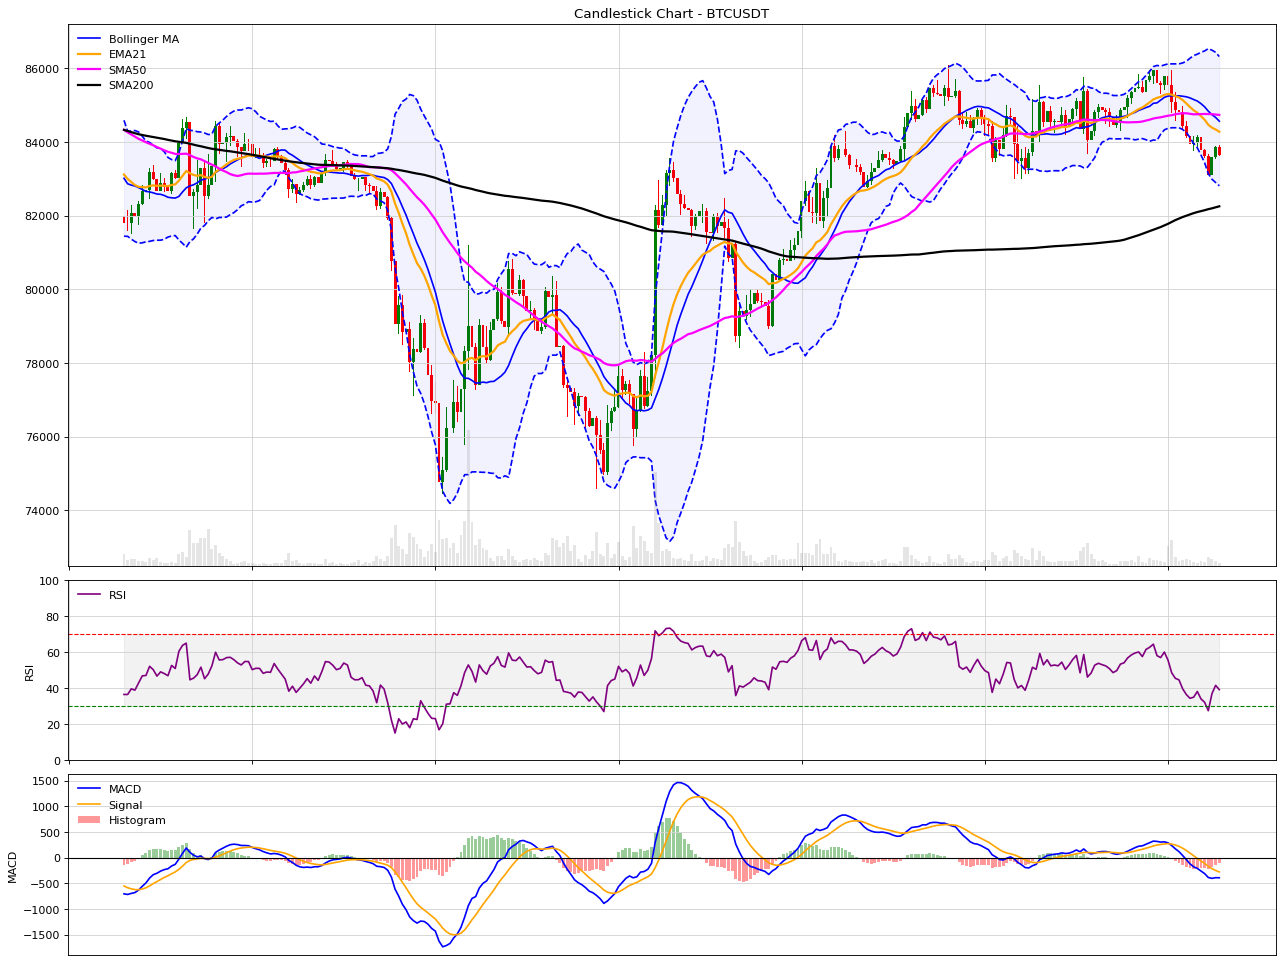 Candlestick Chart - BTCUSDT
Bollinger MA
EMA21
SMA50
SMA200
86000
84000
82000
80000
78000
76000
74000
RSI
100
80
60
40
20
0
RSI
MACD
Signal
Histogram
1500
1000
500
0
−500
−1000
−1500
MACD